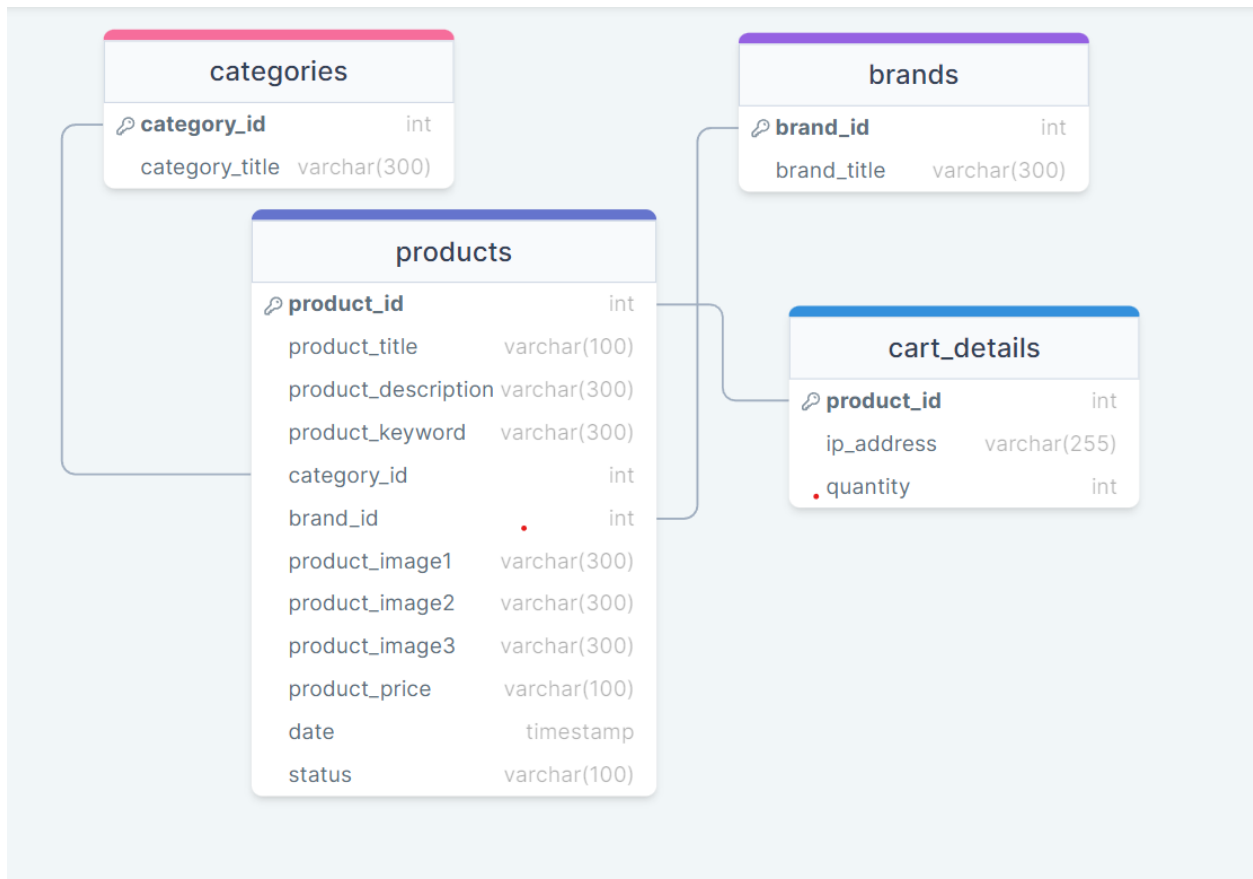 categories
category_id int
category_title varchar(300)
brands
brand_id int
brand_title varchar(300)
products
product_id int
product_title varchar(100)
product_description varchar(300)
product_keyword varchar(300)
category_id int
brand_id int
product_image1 varchar(300)
product_image2 varchar(300)
product_image3 varchar(300)
product_price varchar(100)
date timestamp
status varchar(100)
cart_details
product_id int
ip_address varchar(255)
quantity int